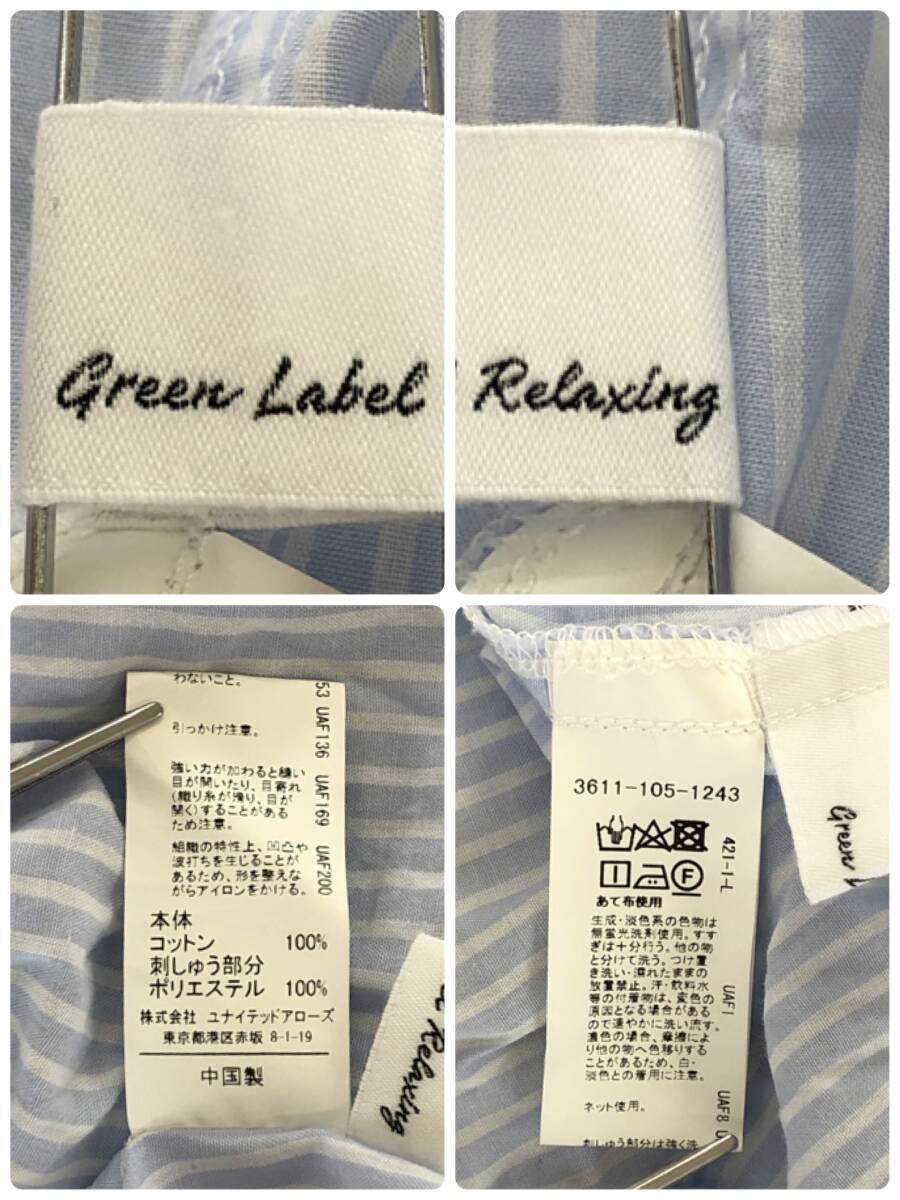 Green Label
Relaxing
わないこと。
引っかけ注意。
強い力が加わると縫い
目が開いたり、目寄れ
(織り糸が滑り、目が
開く)することがある
ため注意。
組織の特性上、凹凸や
波打ちを生じることが
あるため、形を整えな
がらアイロンをかける。
本体
コットン 100%
刺しゅう部分
ポリエステル 100%
株式会社 ユナイテッドアローズ
東京都港区赤坂 8-1-19
中国製
53 UAF136 UAF169 UAF200
Relaxing
3611-105-1243
421-1-L
あて布使用
生成・淡色系の色物は
無蛍光洗剤使用。すす
ぎは十分行う。他の物
と分けて洗う。つけ置
き洗い・濡れたままの
放置禁止。汗・飲料水
等の付着物は、変色の
原因となる場合がある
ので速やかに洗い流す。
濃色の場合、摩擦によ
り他の物へ色移りする
ことがあるため、白・
淡色との着用に注意。
ネット使用。
刺しゅう部分は強く洗
UAF1
UAF8
Green